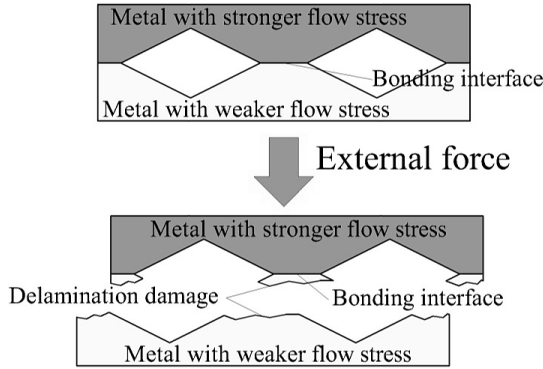 Metal with stronger flow stress
Bonding interface
Metal with weaker flow stress
External force
Metal with stronger flow stress
Delamination damage
Bonding interface
Metal with weaker flow stress